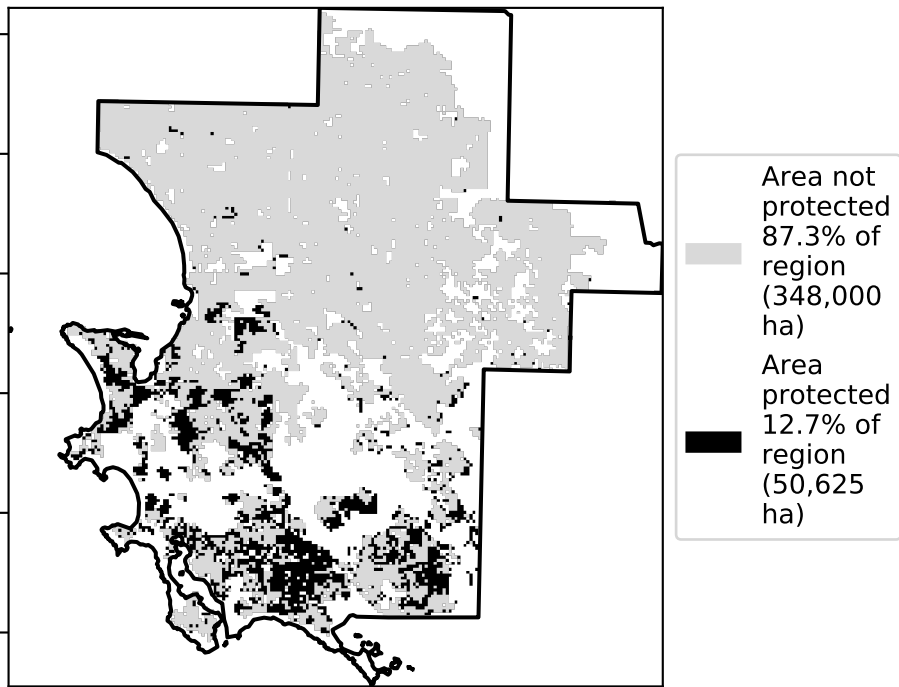 Area not
protected
87.3% of
region
(348,000
ha)
Area
protected
12.7% of
region
(50,625
ha)